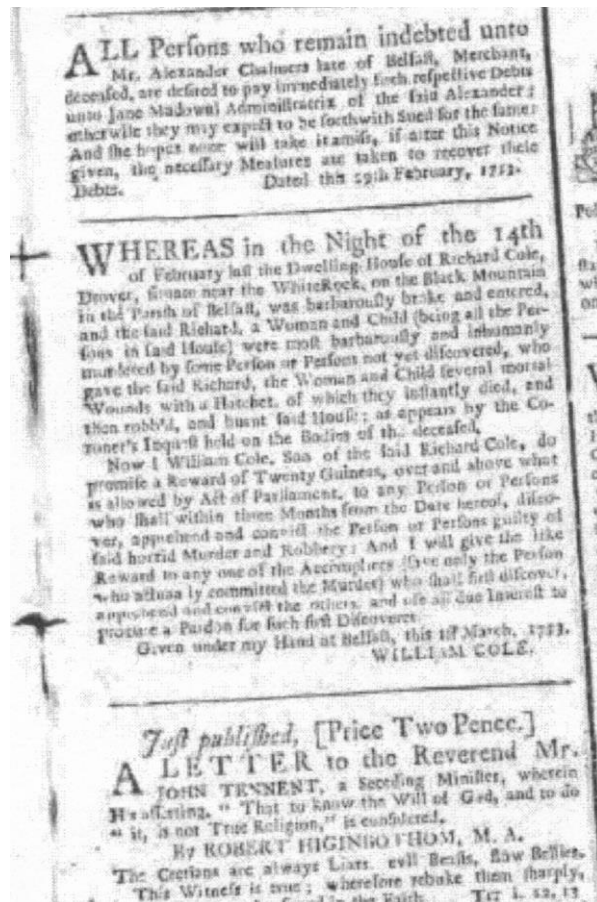 ALL Perſons who remain indebted unto
Mr. Alexander Chalmers late of Belfaſt, Merchant,
deceaſed, are deſired to pay immediately ſuch reſpective Debts
unto Jane Madowal Adminiſtratrix of the ſaid Alexander;
otherwiſe they may expect to be forthwith Sued for the ſame:
And ſhe hopes none will take it amiſs, if after this Notice
given, the neceſſary Meaſures are taken to recover theſe
Debts. Dated this 29th February, 1753.
WHEREAS in the Night of the 14th
of February laſt the Dwelling-Houſe of Richard Cole,
Drover, ſituate near the WhiteRock, on the Black Mountain
in the Pariſh of Belfaſt, was barbarouſly broke and entered,
and the ſaid Richard, a Woman and Child (being all the Per-
ſons in ſaid Houſe) were moſt barbarouſly and inhumanly
murdered by ſome Perſon or Perſons not yet diſcovered, who
gave the ſaid Richard, the Woman and Child ſeveral mortal
Wounds with a Hatchet, of which they inſtantly died, and
then robb'd, and burnt ſaid Houſe; as appears by the Co-
roner's Inqueſt held on the Bodies of the deceaſed.
Now I William Cole, Son of the ſaid Richard Cole, do
promiſe a Reward of Twenty Guineas, over and above what
is allowed by Act of Parliament, to any Perſon or Perſons
who ſhall within three Months from the Date hereof, diſco-
ver, apprehend and convict the Perſon or Perſons guilty of
ſaid horrid Murder and Robbery: And I will give the like
Reward to any one of the Accomplices (ſave only the Perſon
who actually committed the Murder) who ſhall firſt diſcover,
apprehend and convict the others, and uſe all due Intereſt to
procure a Pardon for ſuch firſt Diſcoverer.
Given under my Hand at Belfaſt, this 1ſt March, 1753.
WILLIAM COLE.
Juſt publiſhed, [Price Two Pence.]
A LETTER to the Reverend Mr.
JOHN TENNENT, a Seceding Miniſter, wherein
His aſſerting, "That to know the Will of God, and to do
"it, is not True Religion," is conſidered.
By ROBERT HIGINBOTHOM, M. A.
The Cretians are always Liars, evil Beaſts, ſlow Bellies.
This Witneſs is true; wherefore rebuke them ſharply,
in the Faith. TIT i. 12, 13